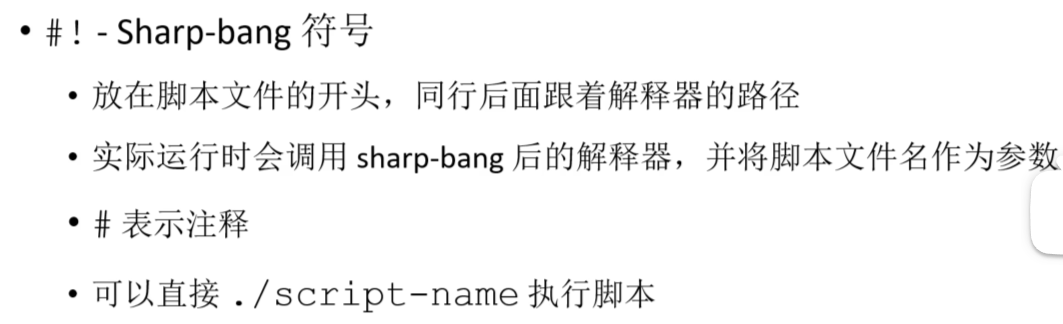 • #! - Sharp-bang 符号
• 放在脚本文件的开头，同行后面跟着解释器的路径
• 实际运行时会调用 sharp-bang 后的解释器，并将脚本文件名作为参数
• # 表示注释
• 可以直接 ./script-name 执行脚本